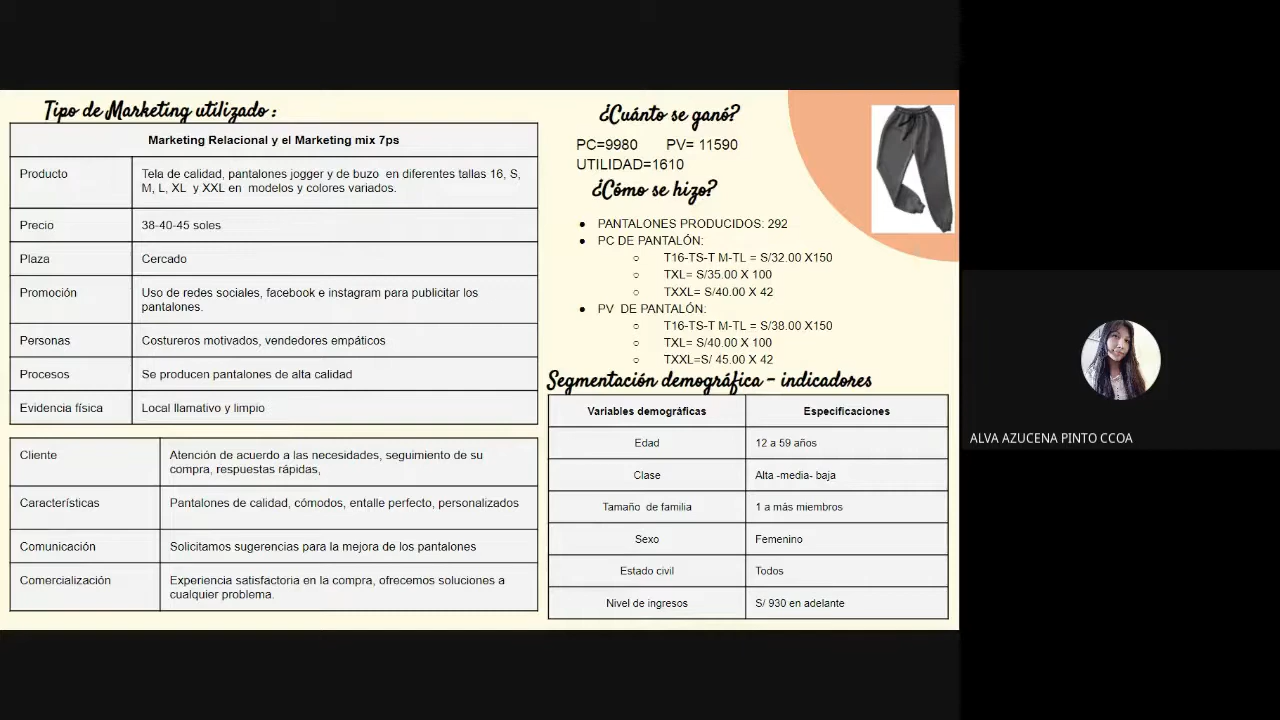 Tipo de Marketing utilizado :
Marketing Relacional y el Marketing mix 7ps
Producto
Tela de calidad, pantalones jogger y de buzo en diferentes tallas 16, S,
M, L, XL y XXL en modelos y colores variados.
Precio
38-40-45 soles
Plaza
Cercado
Promoción
Uso de redes sociales, facebook e instagram para publicitar los
pantalones.
Personas
Costureros motivados, vendedores empáticos
Procesos
Se producen pantalones de alta calidad
Evidencia física
Local llamativo y limpio
Cliente
Atención de acuerdo a las necesidades, seguimiento de su
compra, respuestas rápidas,
Características
Pantalones de calidad, cómodos, entalle perfecto, personalizados
Comunicación
Solicitamos sugerencias para la mejora de los pantalones
Comercialización
Experiencia satisfactoria en la compra, ofrecemos soluciones a
cualquier problema.
¿Cuánto se ganó?
PC=9980 PV= 11590
UTILIDAD=1610
¿Cómo se hizo?
● PANTALONES PRODUCIDOS: 292
● PC DE PANTALÓN:
○ T16-TS-T M-TL = S/32.00 X150
○ TXL= S/35.00 X 100
○ TXXL= S/40.00 X 42
● PV DE PANTALÓN:
○ T16-TS-T M-TL = S/38.00 X150
○ TXL= S/40.00 X 100
○ TXXL=S/ 45.00 X 42
Segmentación demográfica - indicadores
Variables demográficas Especificaciones
Edad 12 a 59 años
Clase Alta -media- baja
Tamaño de familia 1 a más miembros
Sexo Femenino
Estado civil Todos
Nivel de ingresos S/ 930 en adelante
ALVA AZUCENA PINTO CCOA